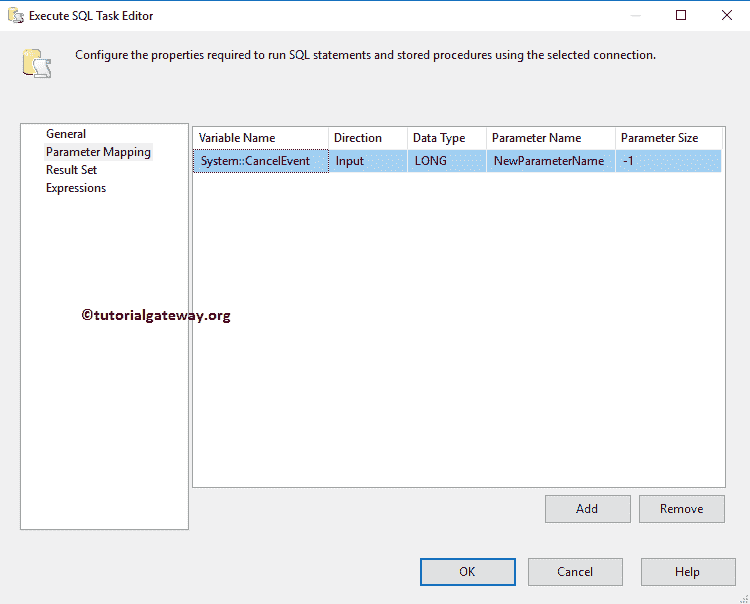 Execute SQL Task Editor
Configure the properties required to run SQL statements and stored procedures using the selected connection.
General
Parameter Mapping
Result Set
Expressions
Variable Name Direction Data Type Parameter Name Parameter Size
System::CancelEvent Input LONG NewParameterName -1
©tutorialgateway.org
Add Remove
OK Cancel Help